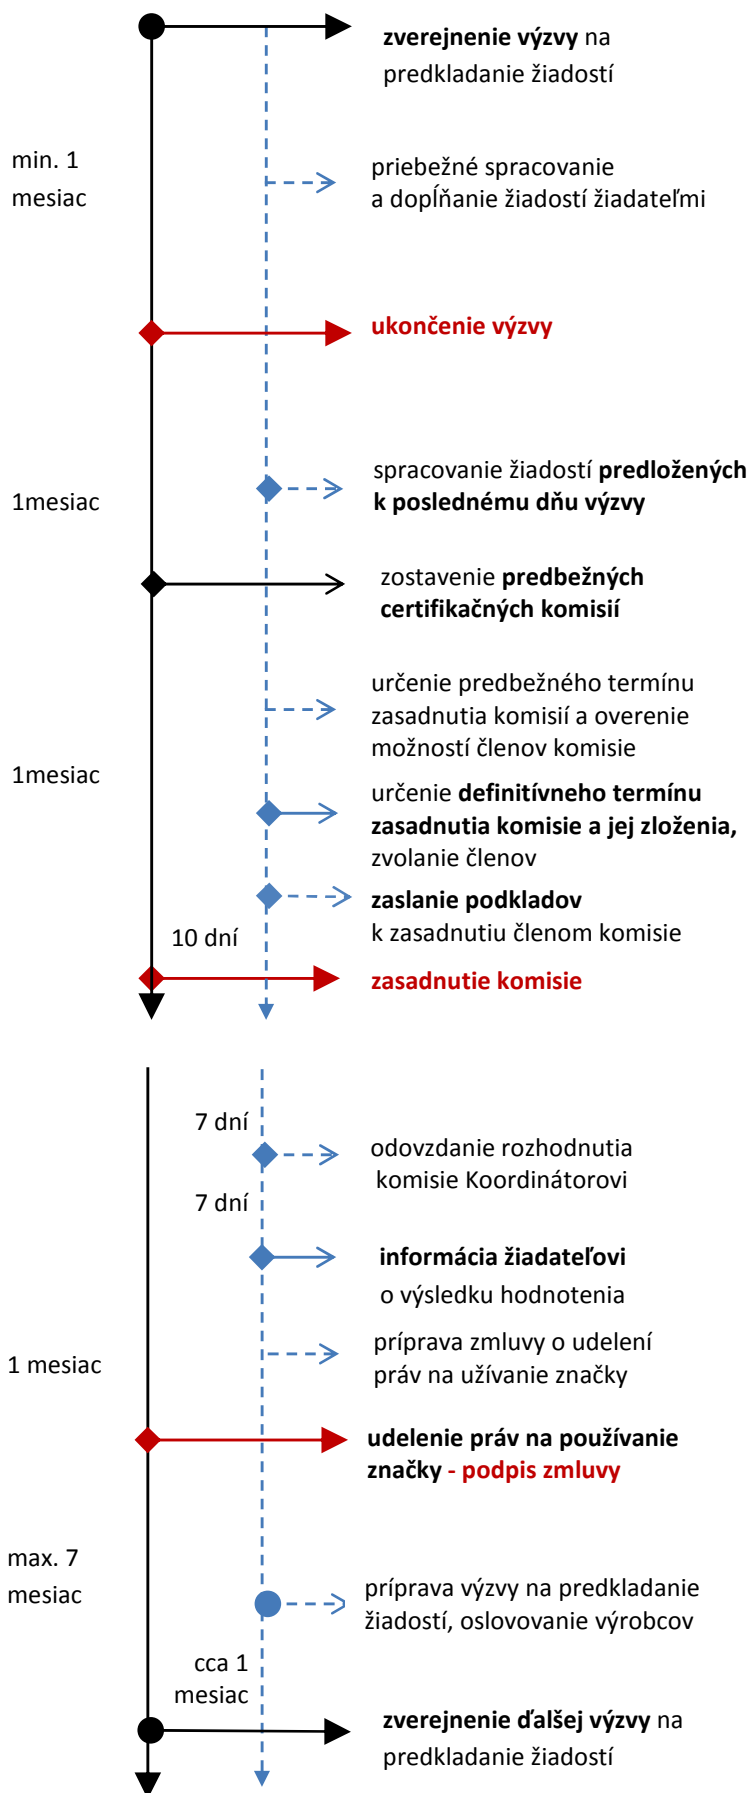 zverejnenie výzvy na
predkladanie žiadostí
min. 1
mesiac
priebežné spracovanie
a dopĺňanie žiadostí žiadateľmi
ukončenie výzvy
spracovanie žiadostí predložených
k poslednému dňu výzvy
1mesiac
zostavenie predbežných
certifikačných komisií
určenie predbežného termínu
zasadnutia komisií a overenie
možností členov komisie
1mesiac
určenie definitívneho termínu
zasadnutia komisie a jej zloženia,
zvolanie členov
zaslanie podkladov
k zasadnutiu členom komisie
10 dní
zasadnutie komisie
7 dní
odovzdanie rozhodnutia
komisie Koordinátorovi
7 dní
informácia žiadateľovi
o výsledku hodnotenia
príprava zmluvy o udelení
práv na užívanie značky
1 mesiac
udelenie práv na používanie
značky - podpis zmluvy
max. 7
mesiac
príprava výzvy na predkladanie
žiadostí, oslovovanie výrobcov
cca 1
mesiac
zverejnenie ďalšej výzvy na
predkladanie žiadostí